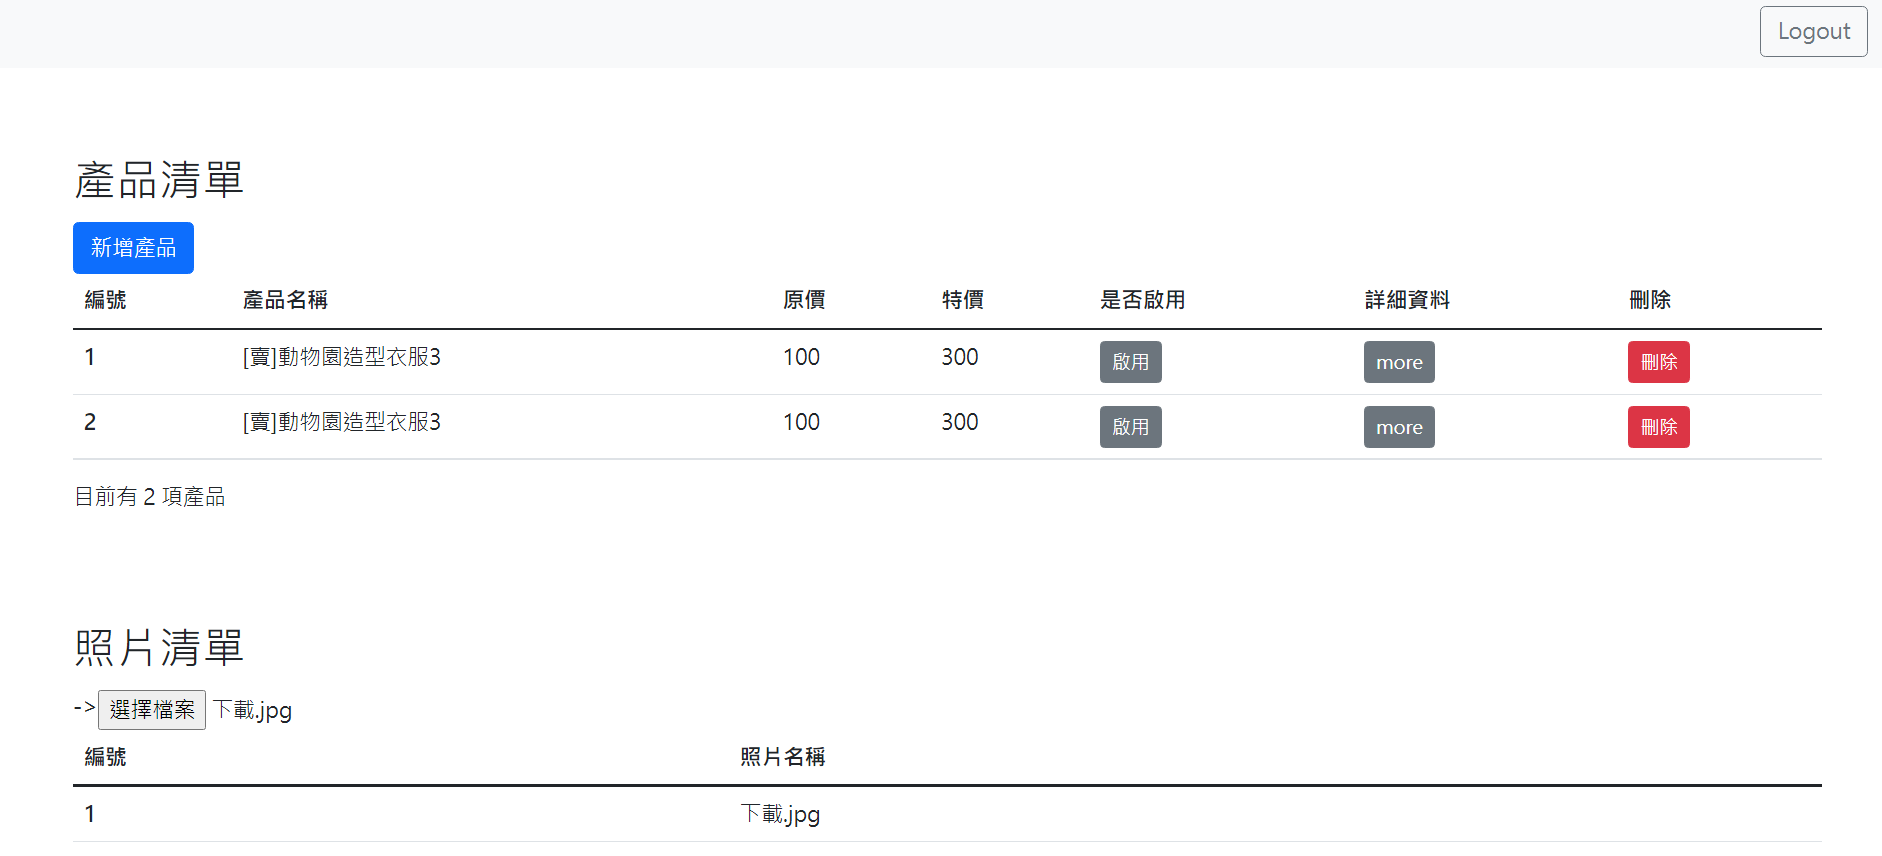 Logout
產品清單
新增產品
編號 產品名稱 原價 特價 是否啟用 詳細資料 刪除
1 [賣]動物園造型衣服3 100 300 啟用 more 刪除
2 [賣]動物園造型衣服3 100 300 啟用 more 刪除
目前有 2 項產品
照片清單
->選擇檔案 下載.jpg
編號 照片名稱
1 下載.jpg